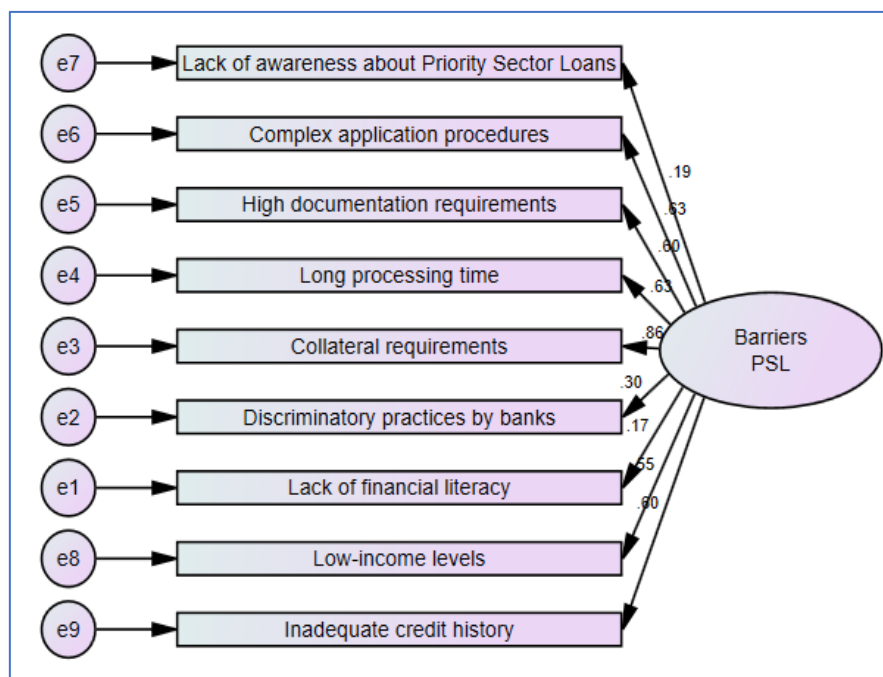 e7
Lack of awareness about Priority Sector Loans
e6
Complex application procedures
.19
e5
High documentation requirements
.63
.60
e4
Long processing time
.63
e3
Collateral requirements
.86
Barriers
PSL
.30
e2
Discriminatory practices by banks
.17
e1
Lack of financial literacy
.55
.60
e8
Low-income levels
e9
Inadequate credit history